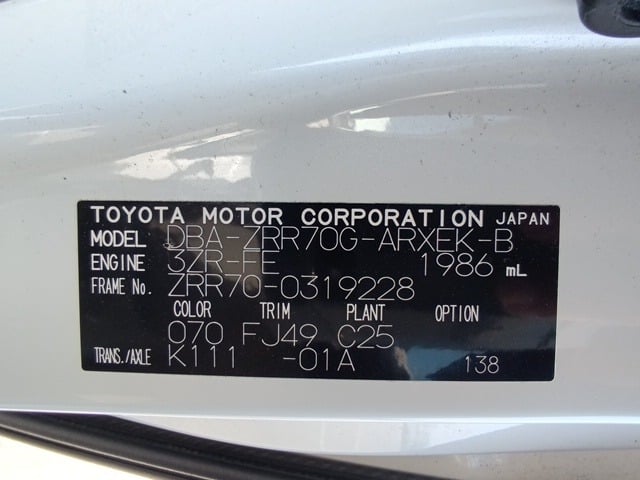 TOYOTA MOTOR CORPORATION JAPAN
MODEL DBA-ZRR70G-ARXEK-B
ENGINE 3ZR-FE 1986 mL
FRAME No. ZRR70-0319228
COLOR TRIM PLANT OPTION
070 FJ49 C25
TRANS./AXLE K111 -01A 138